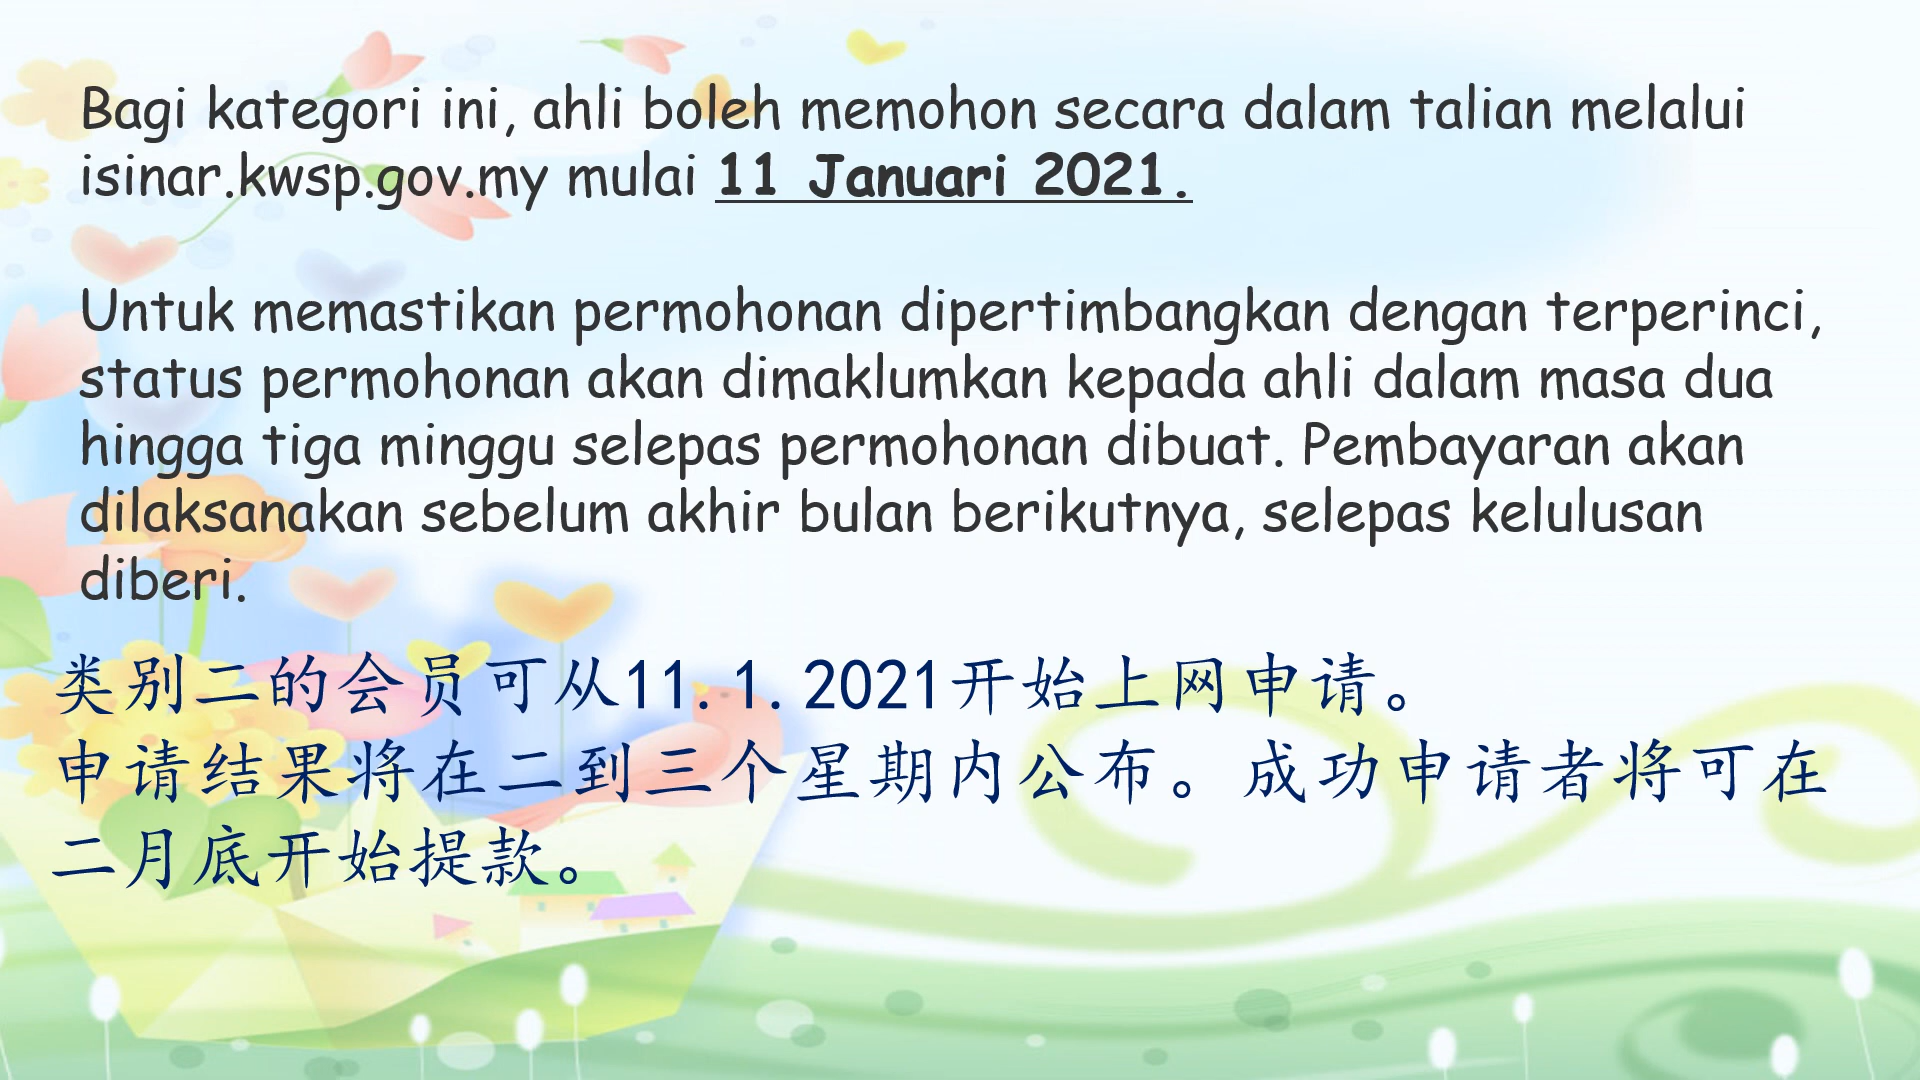 Bagi kategori ini, ahli boleh memohon secara dalam talian melalui
isinar.kwsp.gov.my mulai 11 Januari 2021.
Untuk memastikan permohonan dipertimbangkan dengan terperinci,
status permohonan akan dimaklumkan kepada ahli dalam masa dua
hingga tiga minggu selepas permohonan dibuat. Pembayaran akan
dilaksanakan sebelum akhir bulan berikutnya, selepas kelulusan
diberi.
类别二的会员可从11.1.2021开始上网申请。
申请结果将在二到三个星期内公布。成功申请者将可在
二月底开始提款。